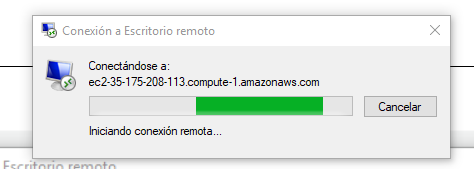 Conexión a Escritorio remoto
Conectándose a:
ec2-35-175-208-113.compute-1.amazonaws.com
Cancelar
Iniciando conexión remota...
Escritorio remoto